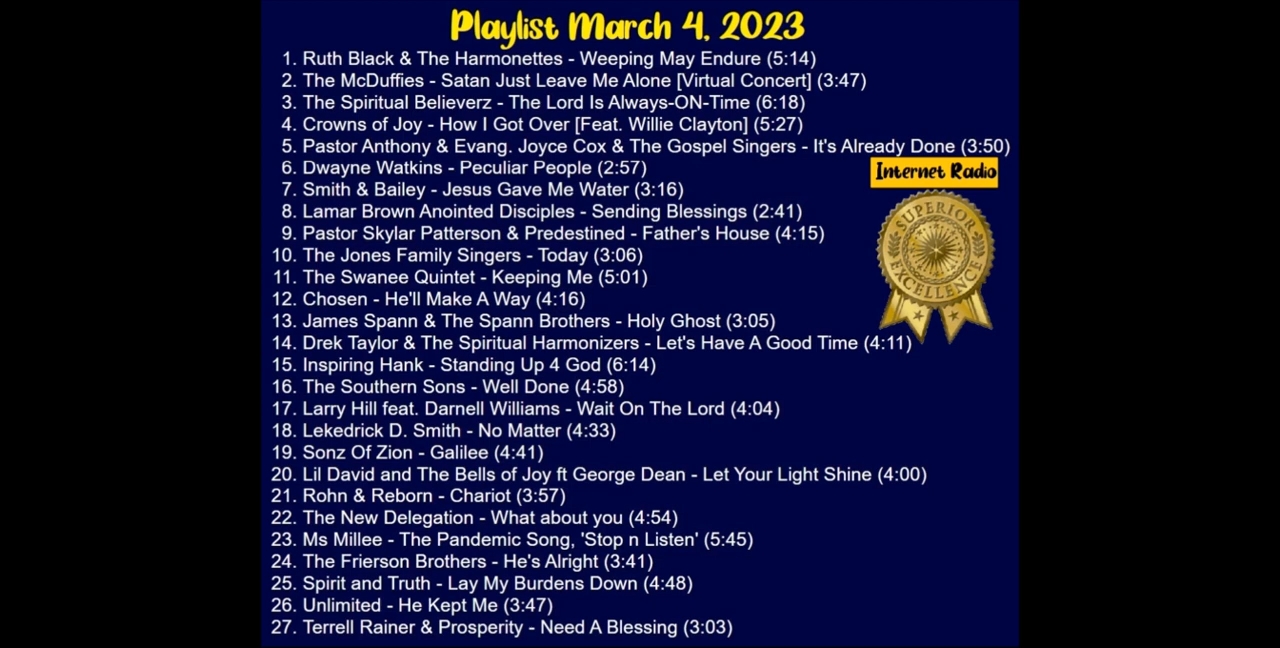 Playlist March 4, 2023
1. Ruth Black & The Harmonettes - Weeping May Endure (5:14)
2. The McDuffies - Satan Just Leave Me Alone [Virtual Concert] (3:47)
3. The Spiritual Believerz - The Lord Is Always-ON-Time (6:18)
4. Crowns of Joy - How I Got Over [Feat. Willie Clayton] (5:27)
5. Pastor Anthony & Evang. Joyce Cox & The Gospel Singers - It's Already Done (3:50)
6. Dwayne Watkins - Peculiar People (2:57)
Internet Radio
7. Smith & Bailey - Jesus Gave Me Water (3:16)
8. Lamar Brown Anointed Disciples - Sending Blessings (2:41)
SUPERIOR
9. Pastor Skylar Patterson & Predestined - Father's House (4:15)
10. The Jones Family Singers - Today (3:06)
11. The Swanee Quintet - Keeping Me (5:01)
EXCELLENCE
12. Chosen - He'll Make A Way (4:16)
13. James Spann & The Spann Brothers - Holy Ghost (3:05)
14. Drek Taylor & The Spiritual Harmonizers - Let's Have A Good Time (4:11)
15. Inspiring Hank - Standing Up 4 God (6:14)
16. The Southern Sons - Well Done (4:58)
17. Larry Hill feat. Darnell Williams - Wait On The Lord (4:04)
18. Lekedrick D. Smith - No Matter (4:33)
19. Sonz Of Zion - Galilee (4:41)
20. Lil David and The Bells of Joy ft George Dean - Let Your Light Shine (4:00)
21. Rohn & Reborn - Chariot (3:57)
22. The New Delegation - What about you (4:54)
23. Ms Millee - The Pandemic Song, 'Stop n Listen' (5:45)
24. The Frierson Brothers - He's Alright (3:41)
25. Spirit and Truth - Lay My Burdens Down (4:48)
26. Unlimited - He Kept Me (3:47)
27. Terrell Rainer & Prosperity - Need A Blessing (3:03)